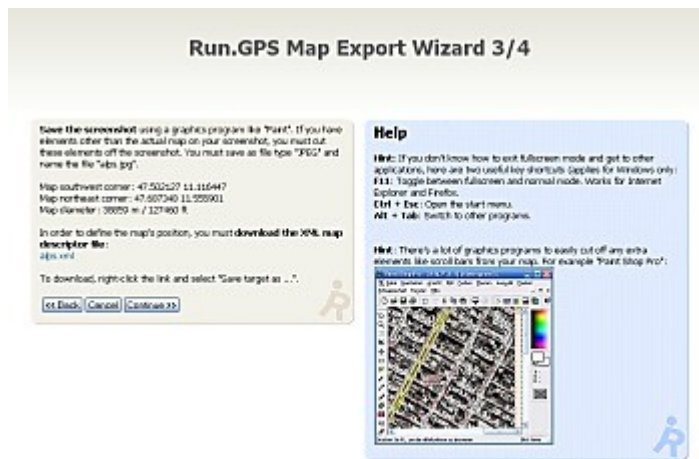 Run.GPS Map Export Wizard 3/4
Save the screenshot using a graphics program like "Paint". If you have
elements other than the actual map on your screenshot, you must cut
these elements off the screenshot. You must save as file type "JPEG" and
name the file "alps.jpg".
Map southwest corner: 47.502127 11.116447
Map northeast corner: 47.687340 11.555901
Map diameter: 38859 m / 127460 ft.
In order to define the map's position, you must download the XML map
descriptor file:
alps.xml
To download, right-click the link and select "Save target as ...".
<< Back Cancel Continue >>
Help
Hint: If you don't know how to exit fullscreen mode and get to other
applications, here are two useful key shortcuts (applies for Windows only):
F11: Toggle between fullscreen and normal mode. Works for Internet
Explorer and Firefox.
Ctrl + Esc: Open the start menu.
Alt + Tab: Switch to other programs.
Hint: There's a lot of graphics programs to easily cut off any extra
elements like scroll bars from your map. For example "Paint Shop Pro":